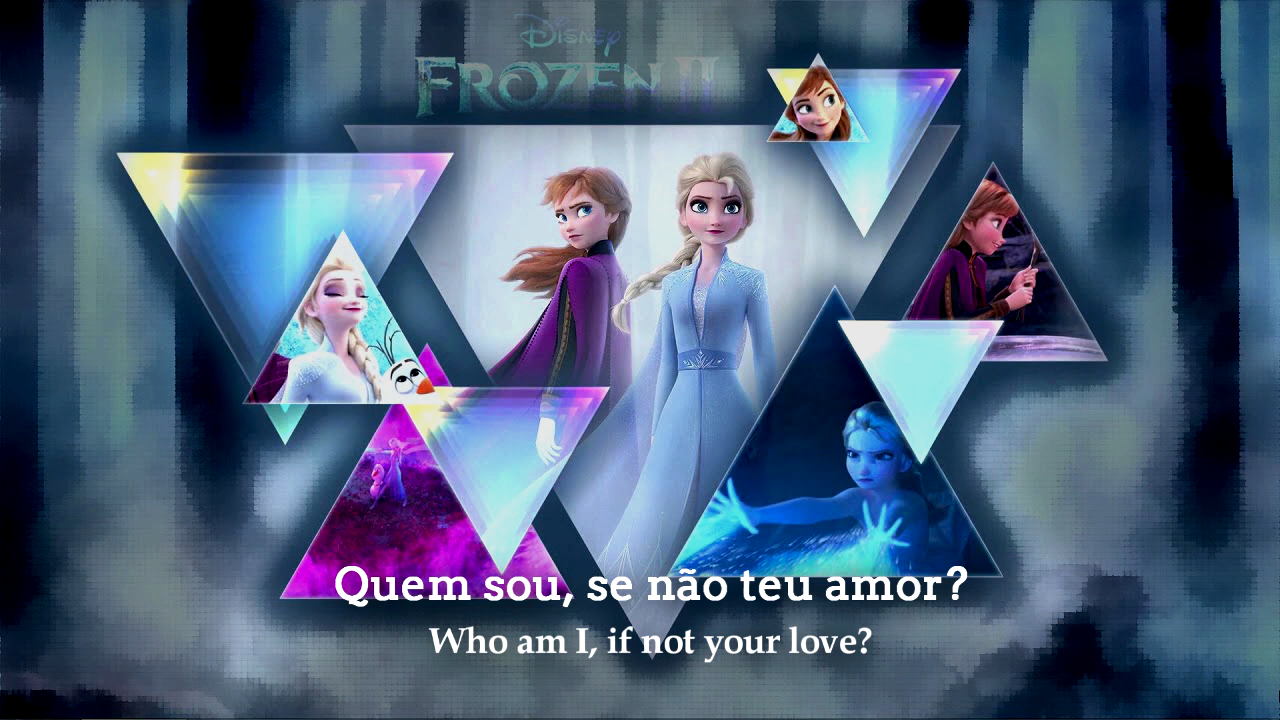 Disney
FROZEN II
Quem sou, se não teu amor?
Who am I, if not your love?